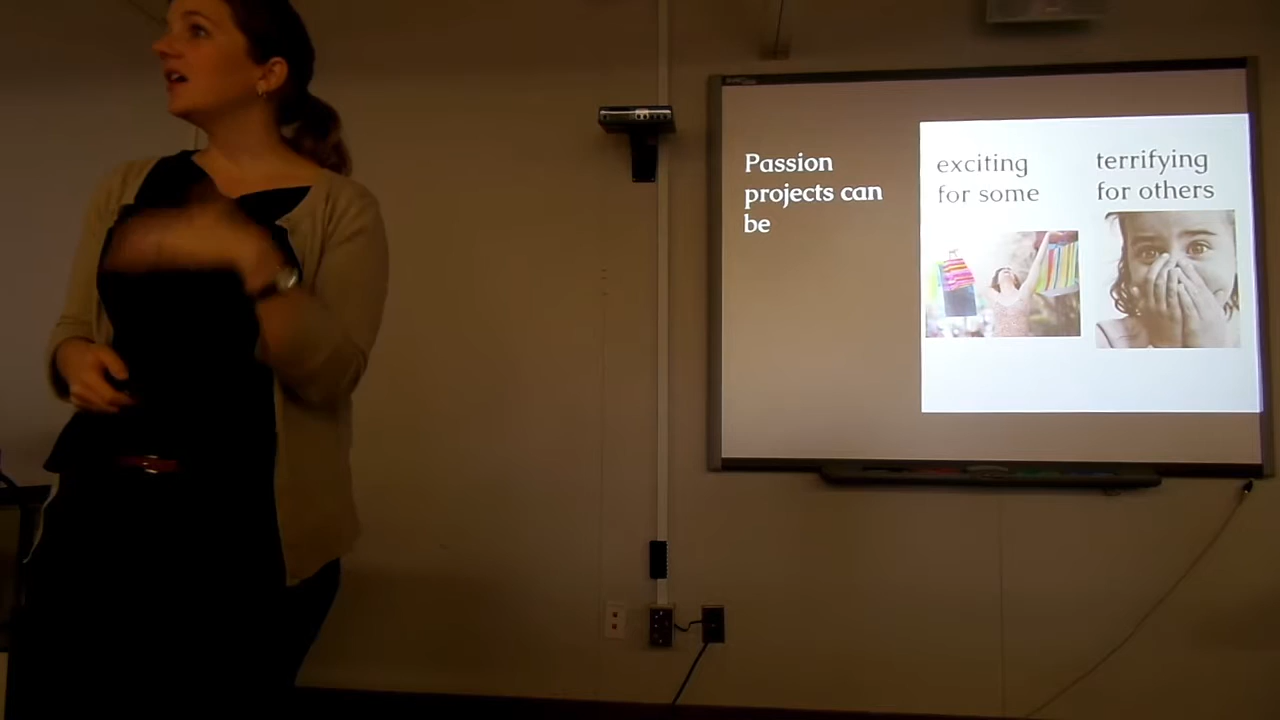 Passion
projects can
be
exciting
for some
terrifying
for others